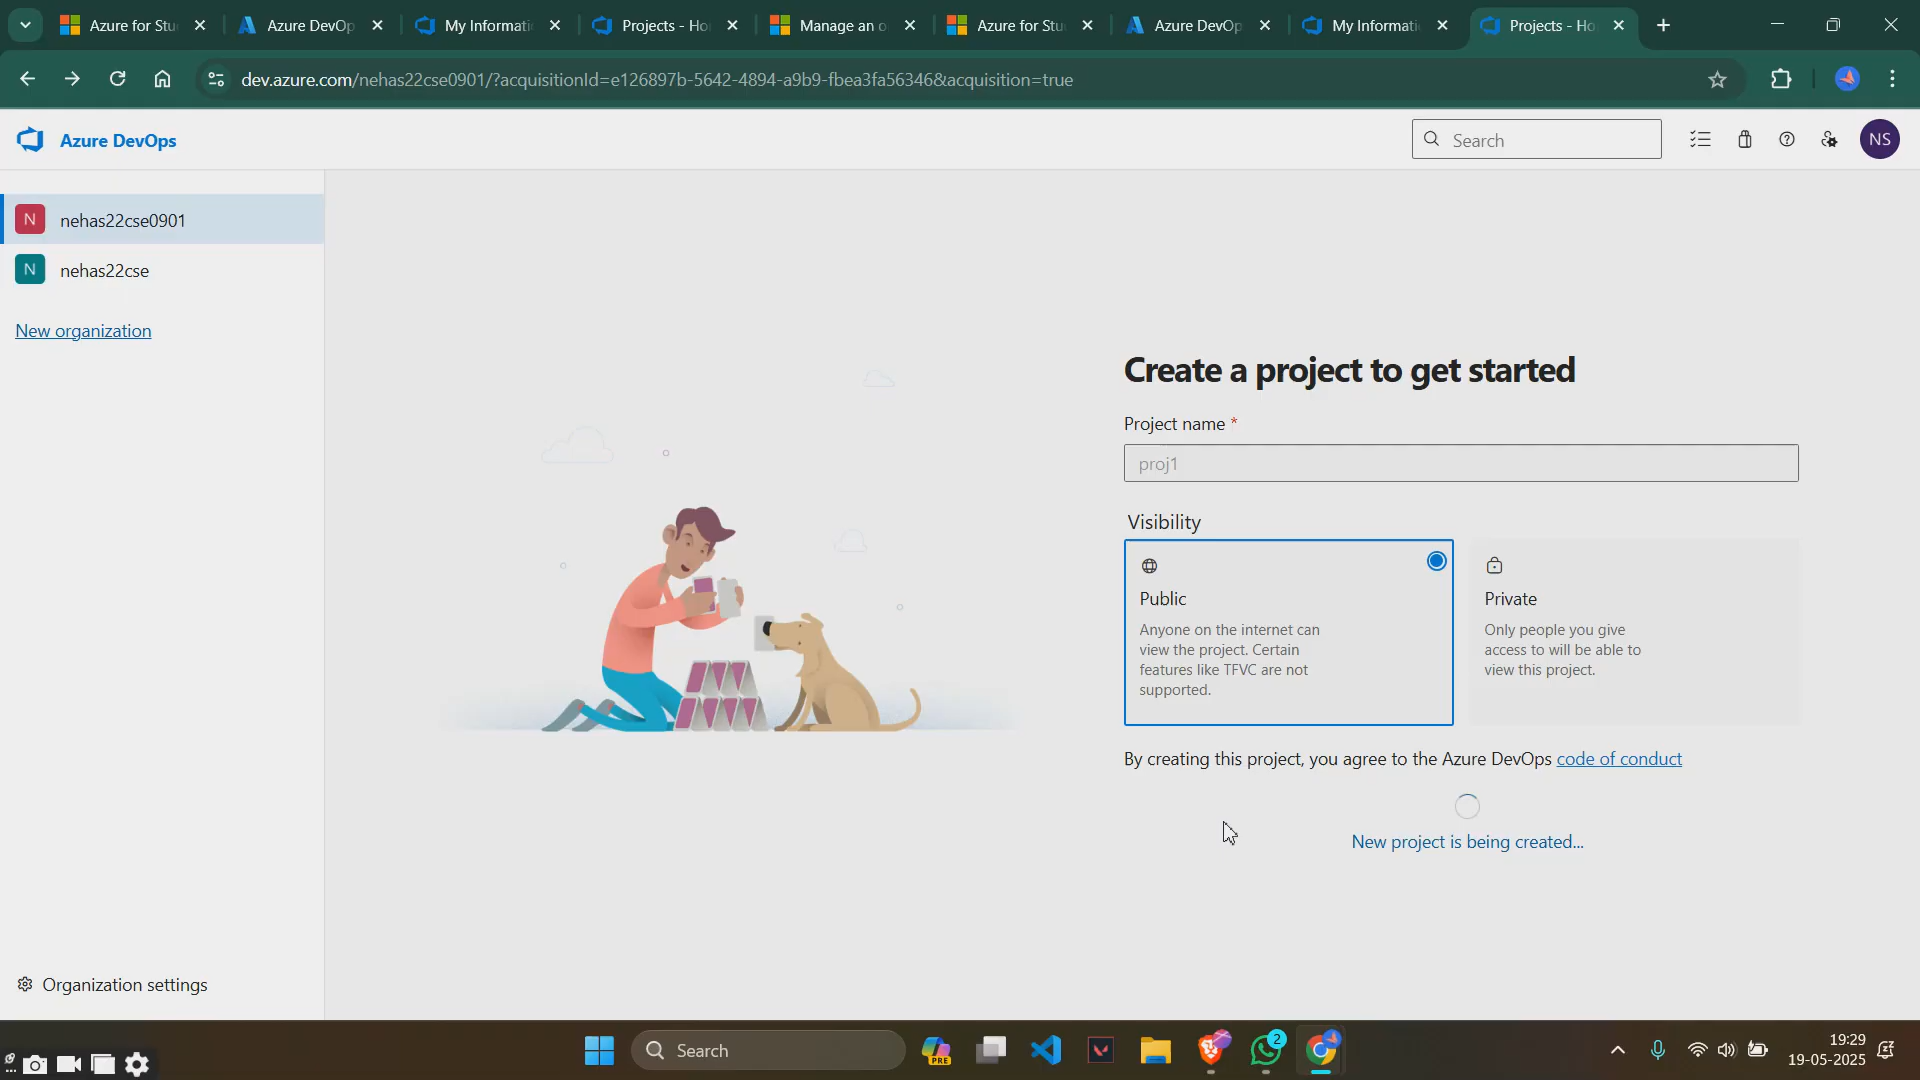 Azure for Stu
Azure DevOp
My Informati
Projects - Ho
Manage an o
Azure for Stu
Azure DevOp
My Informati
Projects - Ho
dev.azure.com/nehas22cse0901/?acquisitionId=e126897b-5642-4894-a9b9-fbea3fa56346&acquisition=true
Azure DevOps
Search
NS
N nehas22cse0901
N nehas22cse
New organization
Create a project to get started
Project name *
proj1
Visibility
Public
Anyone on the internet can
view the project. Certain
features like TFVC are not
supported.
Private
Only people you give
access to will be able to
view this project.
By creating this project, you agree to the Azure DevOps code of conduct
New project is being created...
Organization settings
Search
PRE
2
19:29
19-05-2025